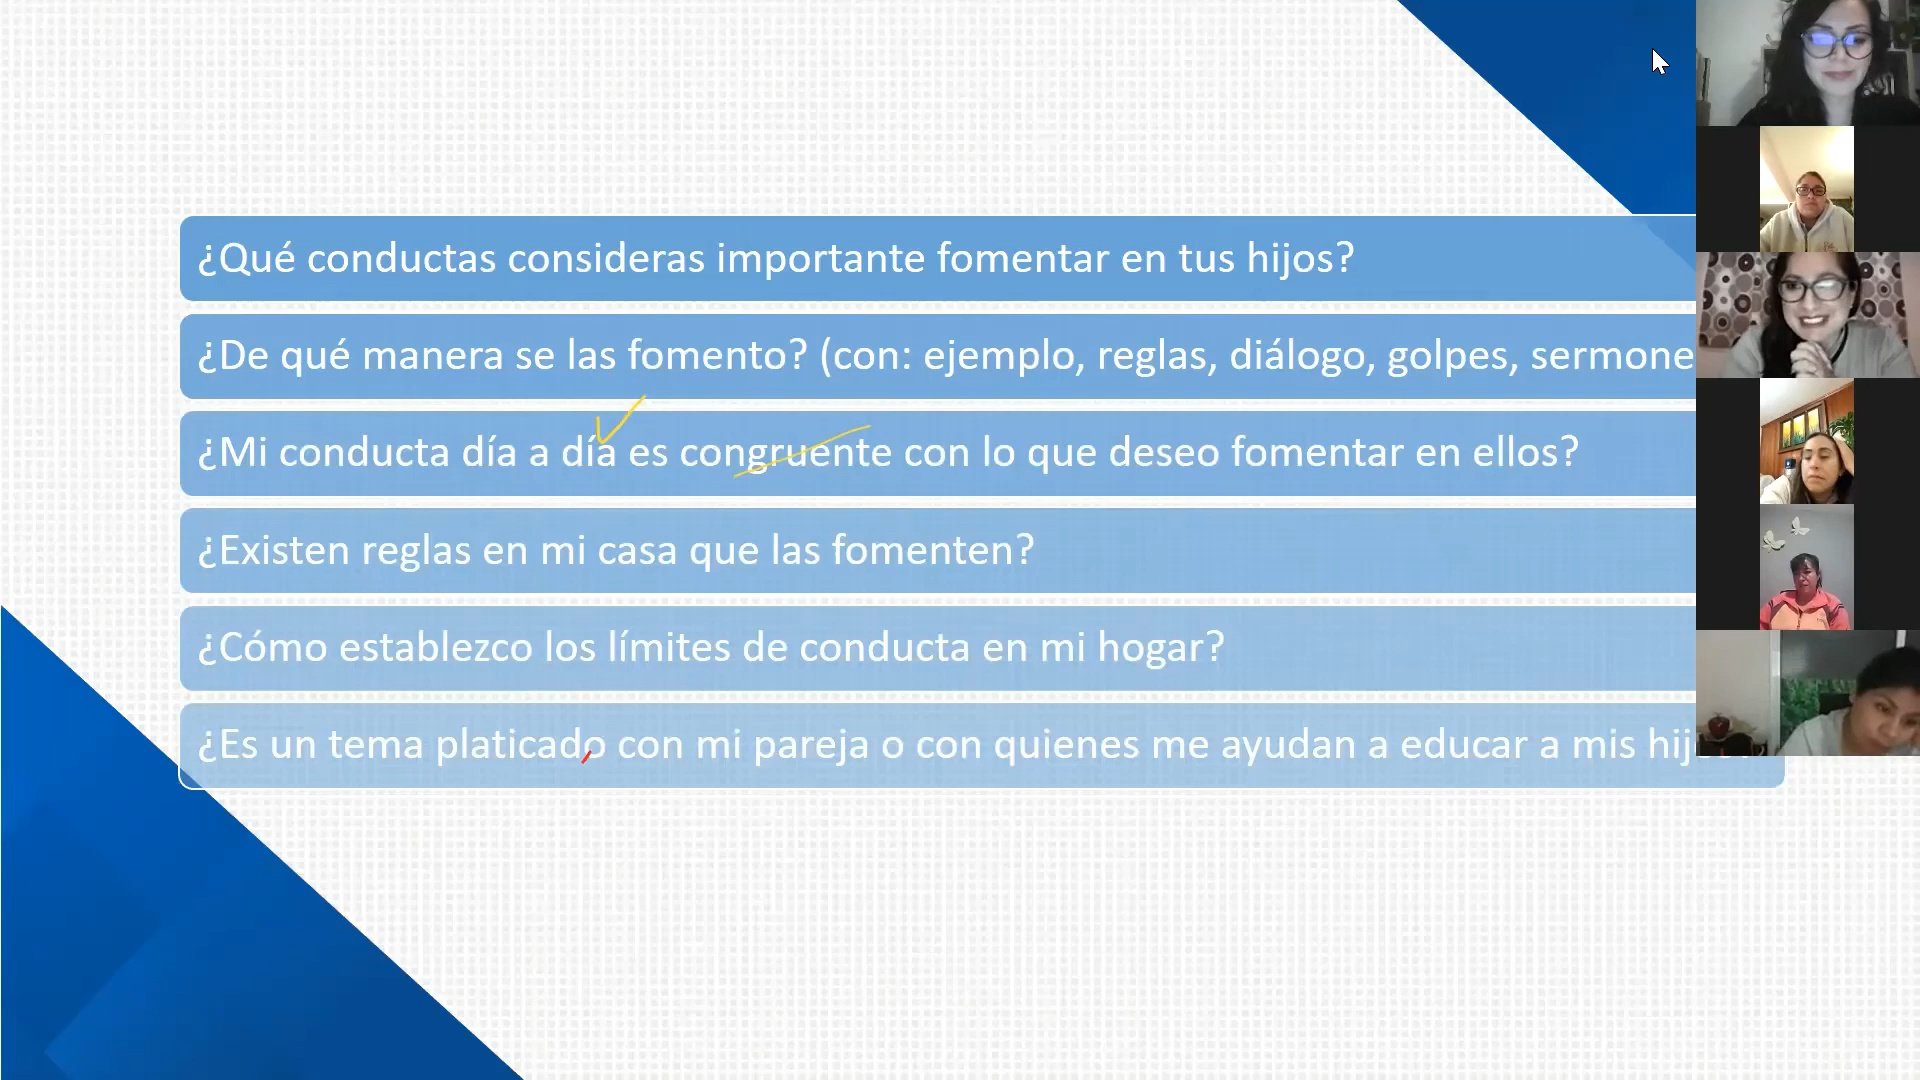 ¿Qué conductas consideras importante fomentar en tus hijos?
¿De qué manera se las fomento? (con: ejemplo, reglas, diálogo, golpes,
¿Mi conducta día a día es congruente con lo que deseo fomentar en ellos?
¿Existen reglas en mi casa que las fomenten?
¿Cómo establezco los límites de conducta en mi hogar?
¿Es un tema platicado con mi pareja o con quienes me ayudan a educar a mis